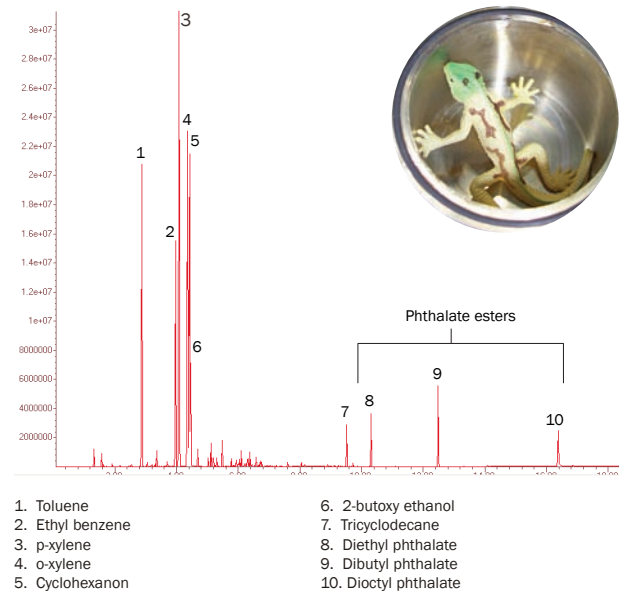 3e+07
2.8e+07
2.6e+07
2.4e+07
2.2e+07
2e+07
1.8e+07
1.6e+07
1.4e+07
1.2e+07
1e+07
8000000
6000000
4000000
2000000
3
4
5
1
2
6
Phthalate esters
7
8
9
10
1. Toluene
2. Ethyl benzene
3. p-xylene
4. o-xylene
5. Cyclohexanon
6. 2-butoxy ethanol
7. Tricyclodecane
8. Diethyl phthalate
9. Dibutyl phthalate
10. Dioctyl phthalate